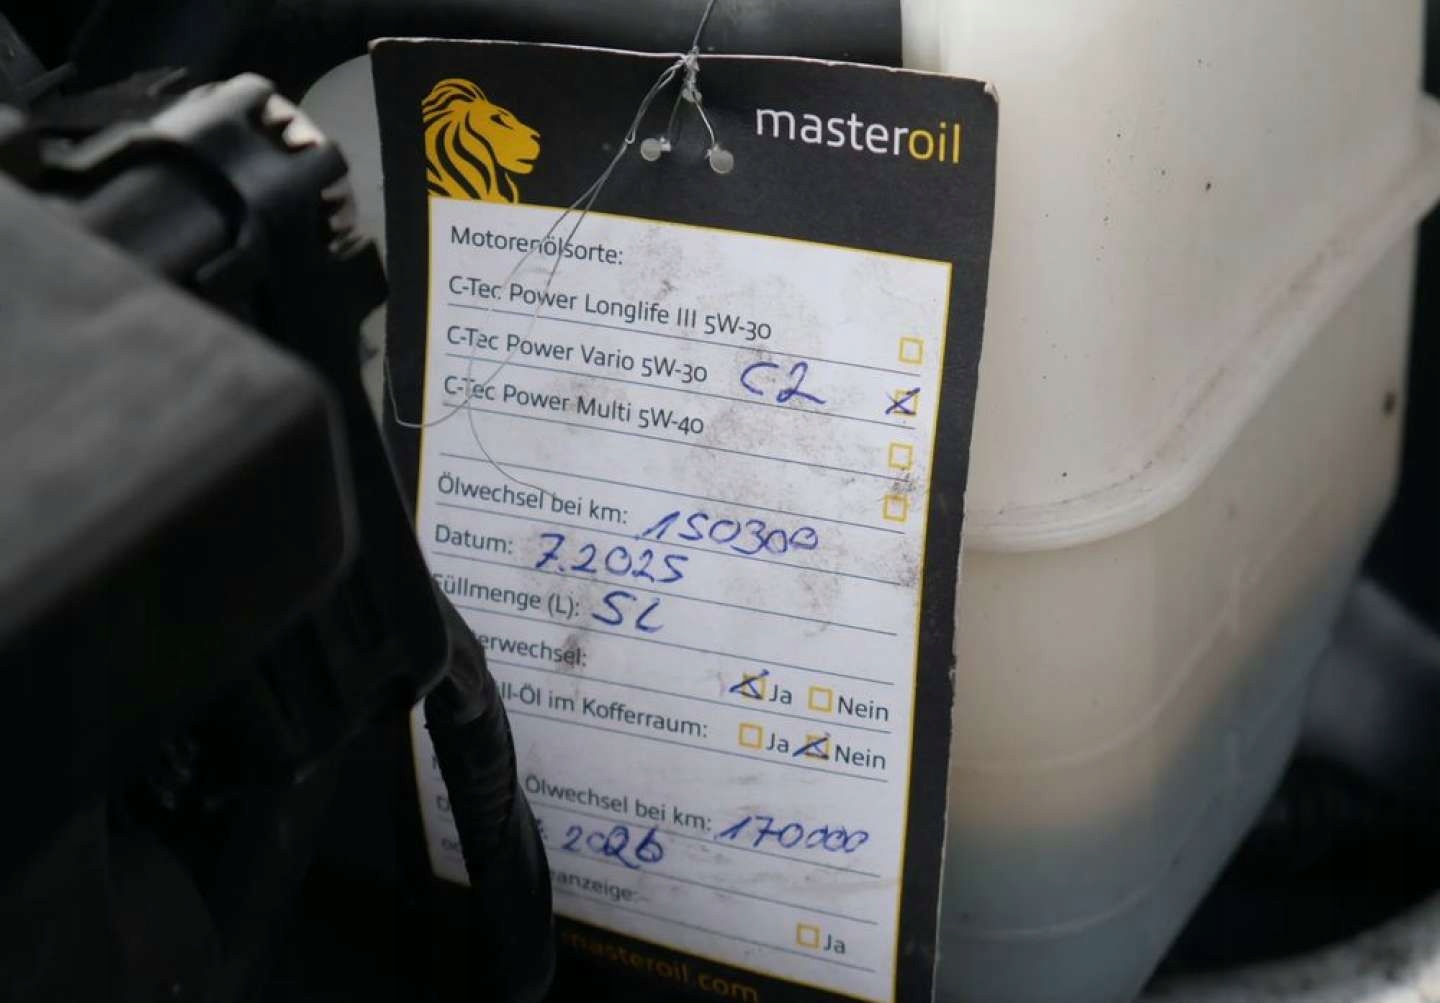 masteroil
Motorenölsorte:
C-Tec Power Longlife III 5W-30
C-Tec Power Vario 5W-30 C2
C-Tec Power Multi 5W-40
Ölwechsel bei km: 150300
Datum: 7.2025
Füllmenge (L): 5L
erwechsel: Ja Nein
ll-Öl im Kofferraum: Ja Nein
Ölwechsel bei km: 170000
2026
anzeige:
Ja
masteroil.com